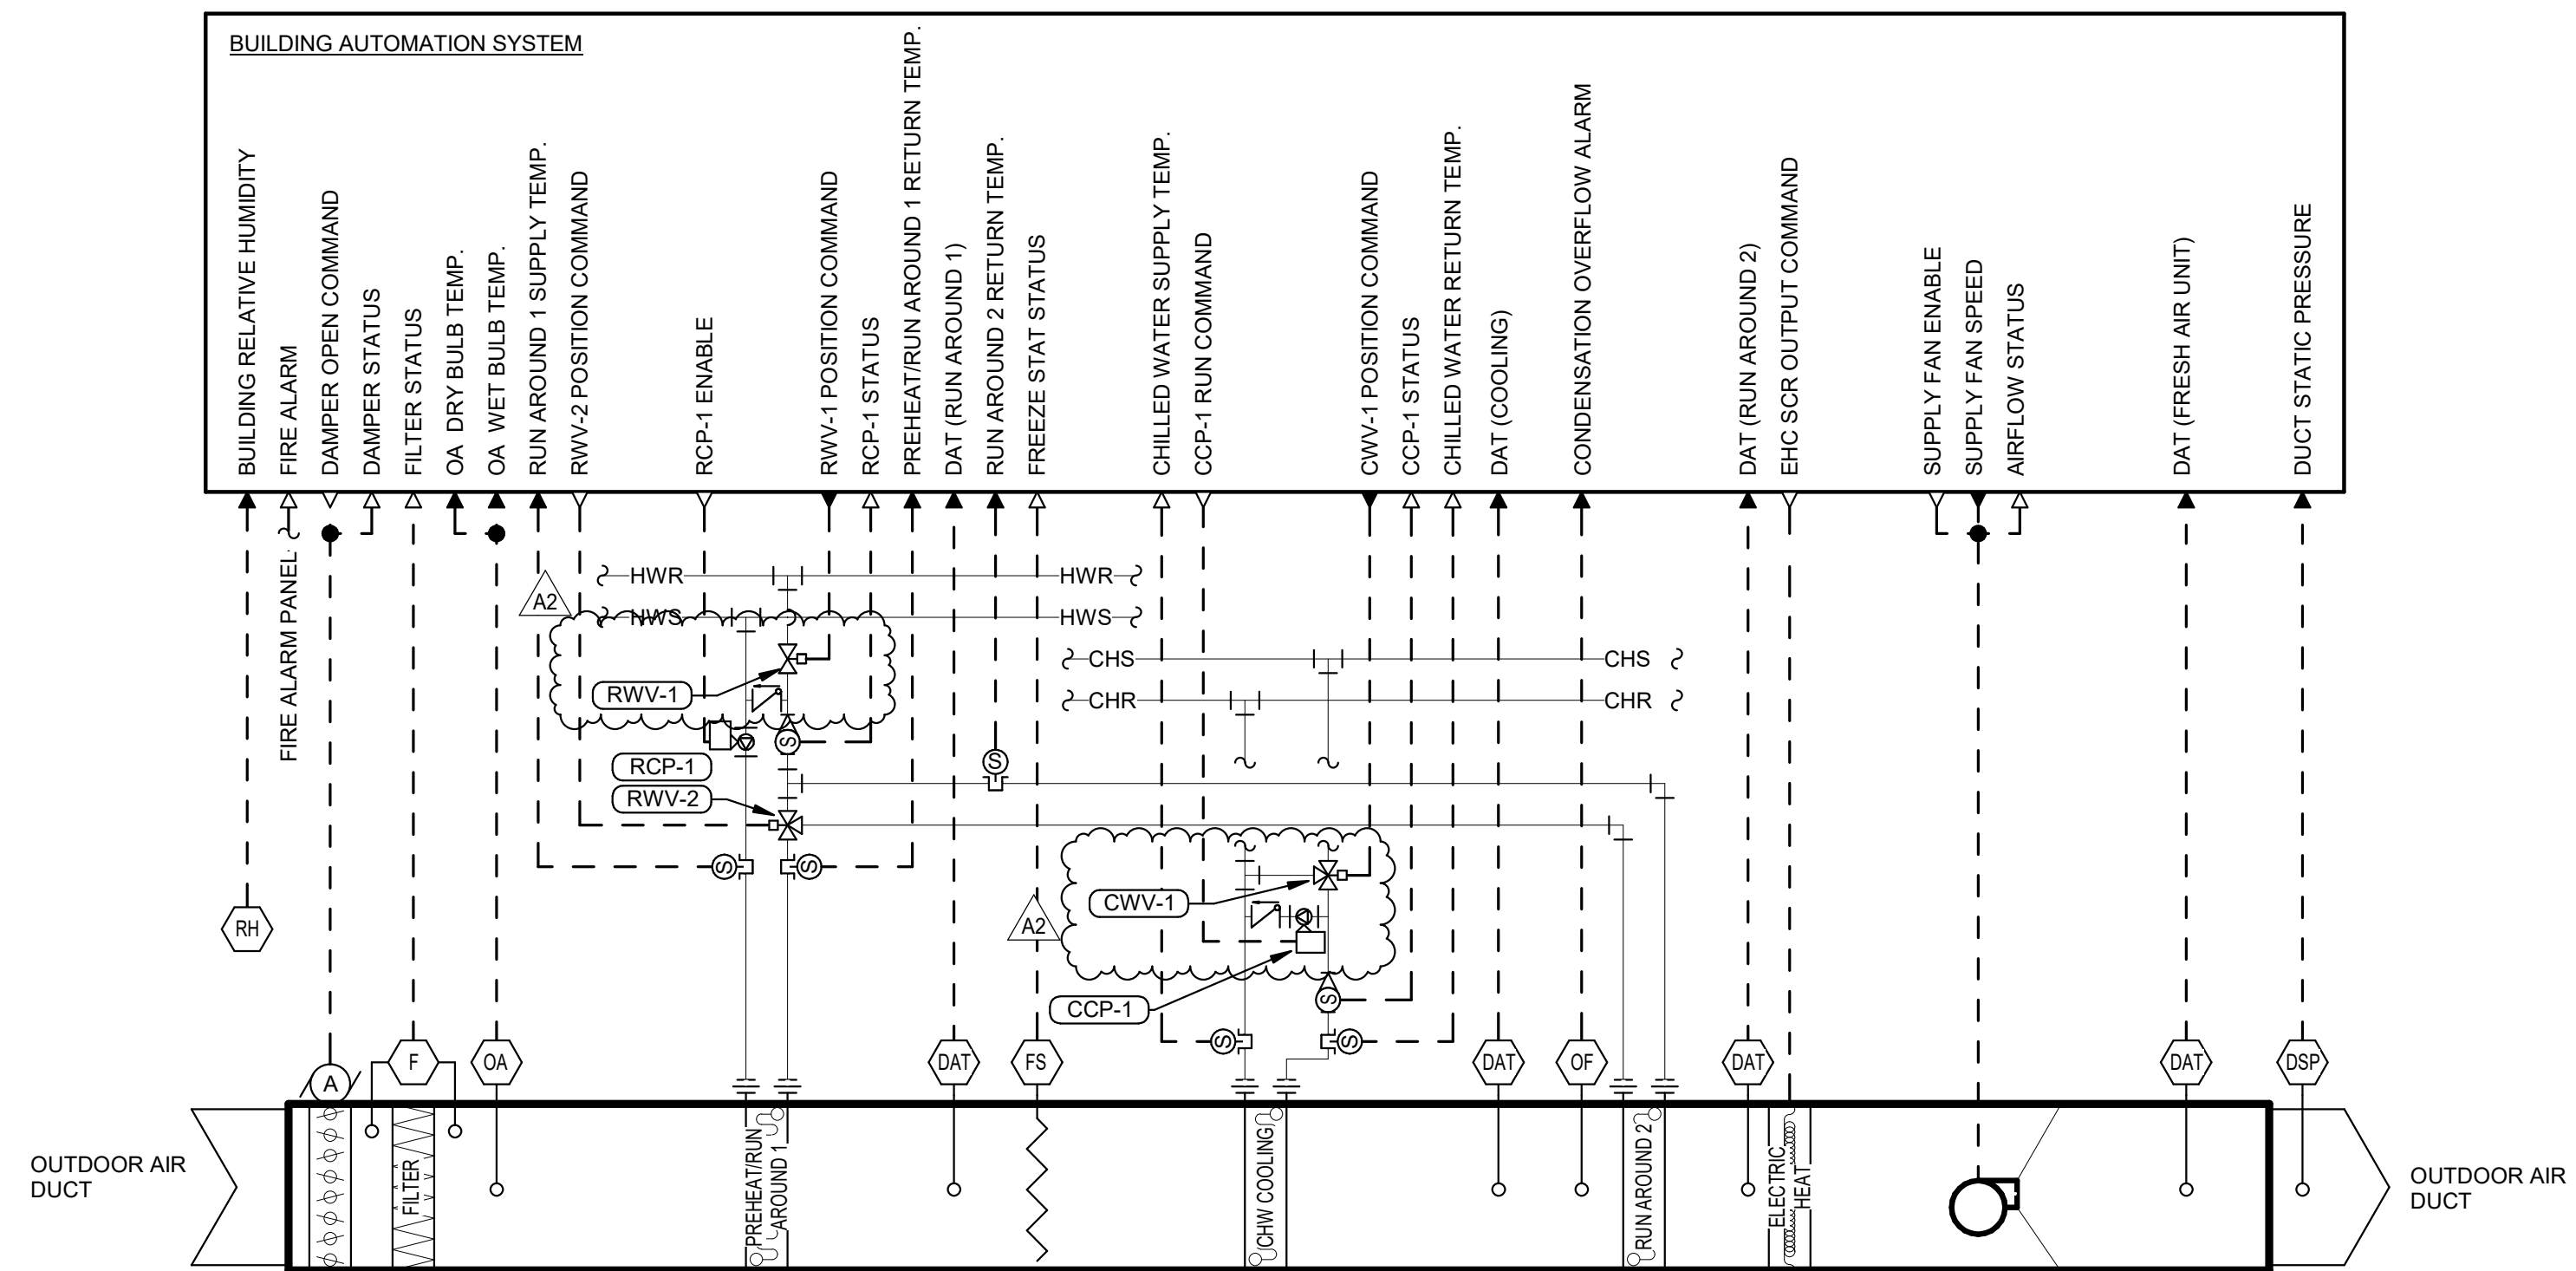 BUILDING AUTOMATION SYSTEM
BUILDING RELATIVE HUMIDITY
FIRE ALARM
DAMPER OPEN COMMAND
DAMPER STATUS
FILTER STATUS
OA DRY BULB TEMP.
OA WET BULB TEMP.
RUN AROUND 1 SUPPLY TEMP.
RWV-2 POSITION COMMAND
RCP-1 ENABLE
RWV-1 POSITION COMMAND
RCP-1 STATUS
PREHEAT/RUN AROUND 1 RETURN TEMP.
DAT (RUN AROUND 1)
RUN AROUND 2 RETURN TEMP.
FREEZE STAT STATUS
CHILLED WATER SUPPLY TEMP.
CCP-1 RUN COMMAND
CWV-1 POSITION COMMAND
CCP-1 STATUS
CHILLED WATER RETURN TEMP.
DAT (COOLING)
CONDENSATION OVERFLOW ALARM
DAT (RUN AROUND 2)
EHC SCR OUTPUT COMMAND
SUPPLY FAN ENABLE
SUPPLY FAN SPEED
AIRFLOW STATUS
DAT (FRESH AIR UNIT)
DUCT STATIC PRESSURE
FIRE ALARM PANEL
HWR
HWR
A2
HWS
HWS
CHS
CHS
RWV-1
CHR
CHR
S
RCP-1
S
RWV-2
S
S
CWV-1
RH
A2
S
CCP-1
S
S
A
F
OA
DAT
FS
DAT
OF
DAT
DAT
DSP
OUTDOOR AIR
DUCT
FILTER
PREHEAT/RUN
AROUND 1
CHW COOLING
RUN AROUND 2
ELECTRIC
HEAT
OUTDOOR AIR
DUCT